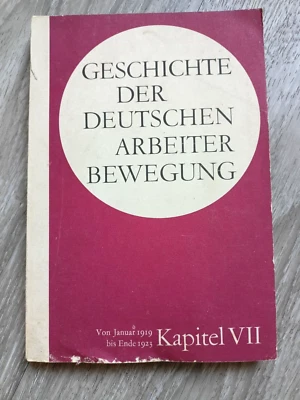 GESCHICHTE
DER
DEUTSCHEN
ARBEITER
BEWEGUNG
Von Januar 1919
bis Ende 1923 Kapitel VII